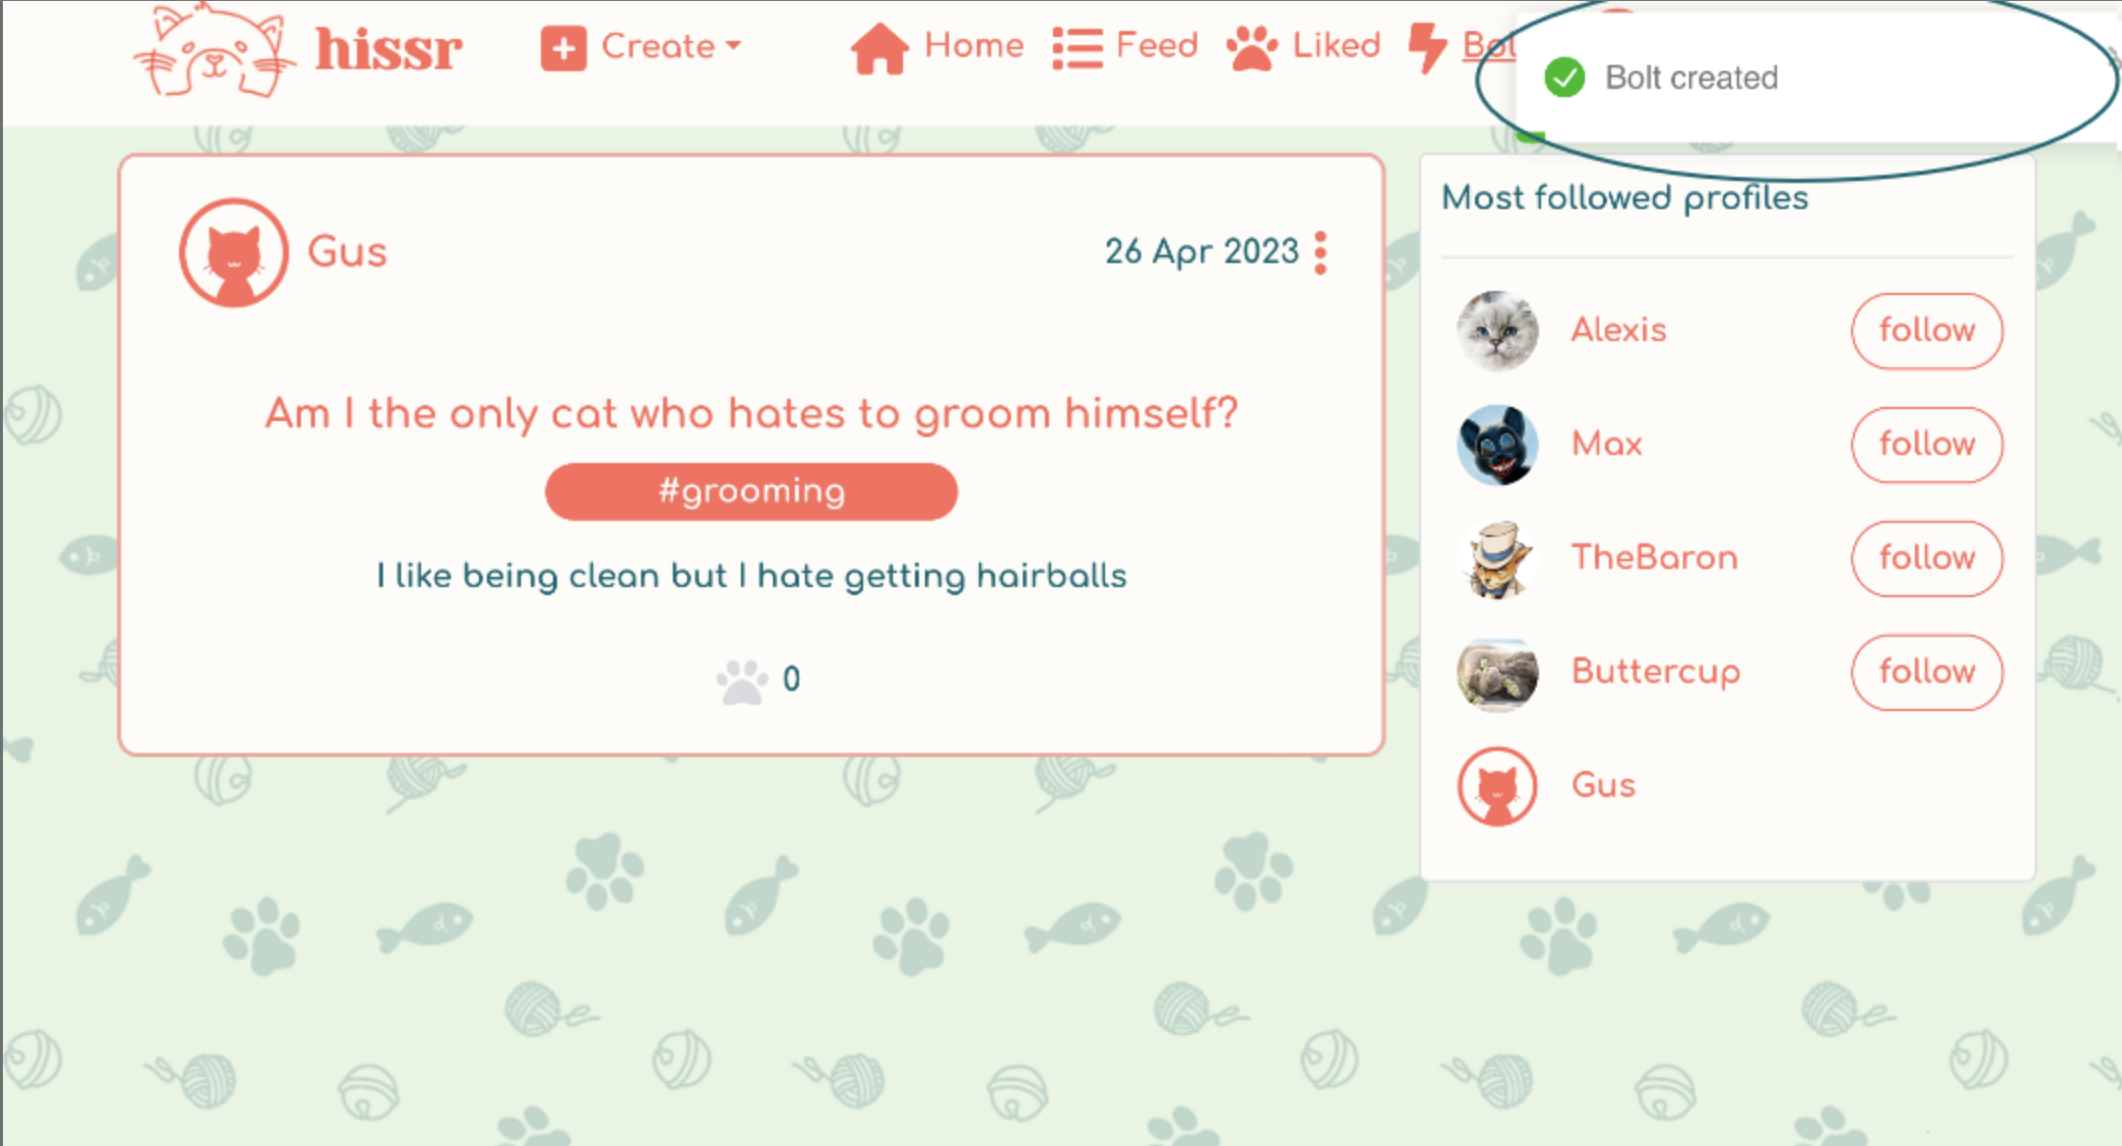 hissr
Create
Home
Feed
Liked
Bolt created
Most followed profiles
Gus
26 Apr 2023
Am I the only cat who hates to groom himself?
#grooming
I like being clean but I hate getting hairballs
0
Alexis
follow
Max
follow
TheBaron
follow
Buttercup
follow
Gus